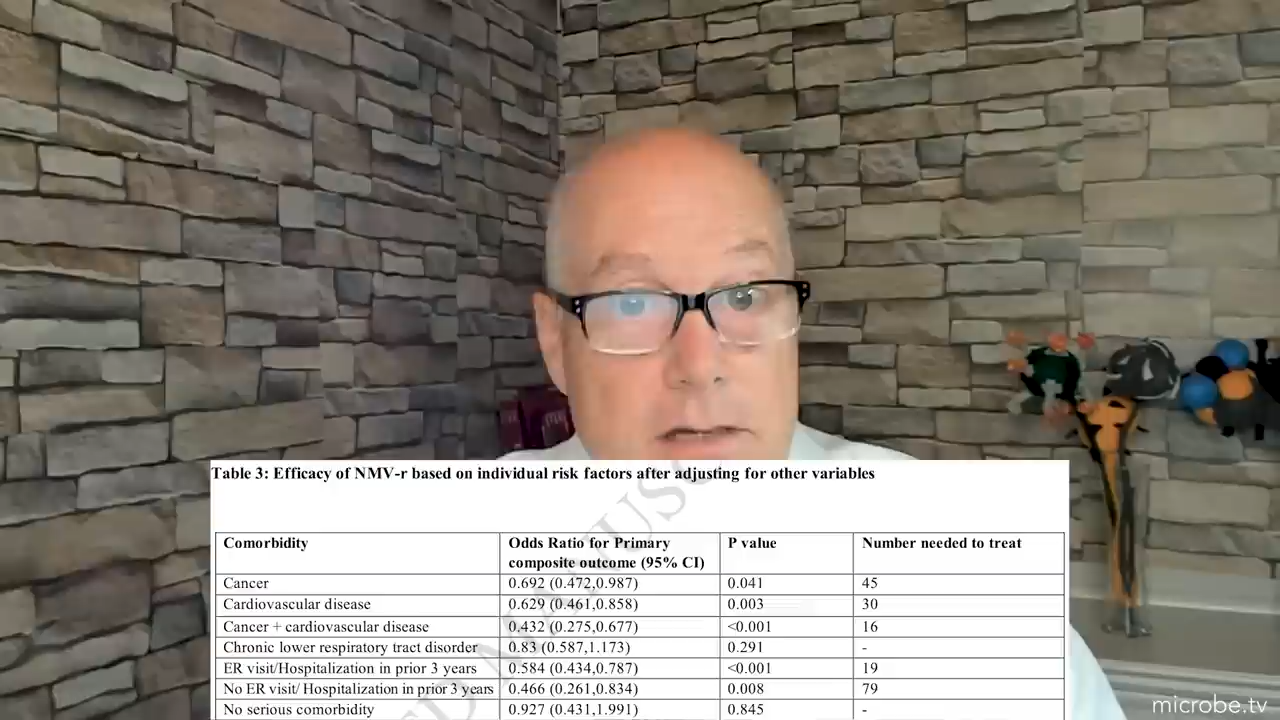 Table 3: Efficacy of NMV-r based on individual risk factors after adjusting for other variables
Comorbidity Odds Ratio for Primary composite outcome (95% CI) P value Number needed to treat
Cancer 0.692 (0.472,0.987) 0.041 45
Cardiovascular disease 0.629 (0.461,0.858) 0.003 30
Cancer + cardiovascular disease 0.432 (0.275,0.677) <0.001 16
Chronic lower respiratory tract disorder 0.83 (0.587,1.173) 0.291 -
ER visit/Hospitalization in prior 3 years 0.584 (0.434,0.787) <0.001 19
No ER visit/ Hospitalization in prior 3 years 0.466 (0.261,0.834) 0.008 79
No serious comorbidity 0.927 (0.431,1.991) 0.845 -
microbe.tv